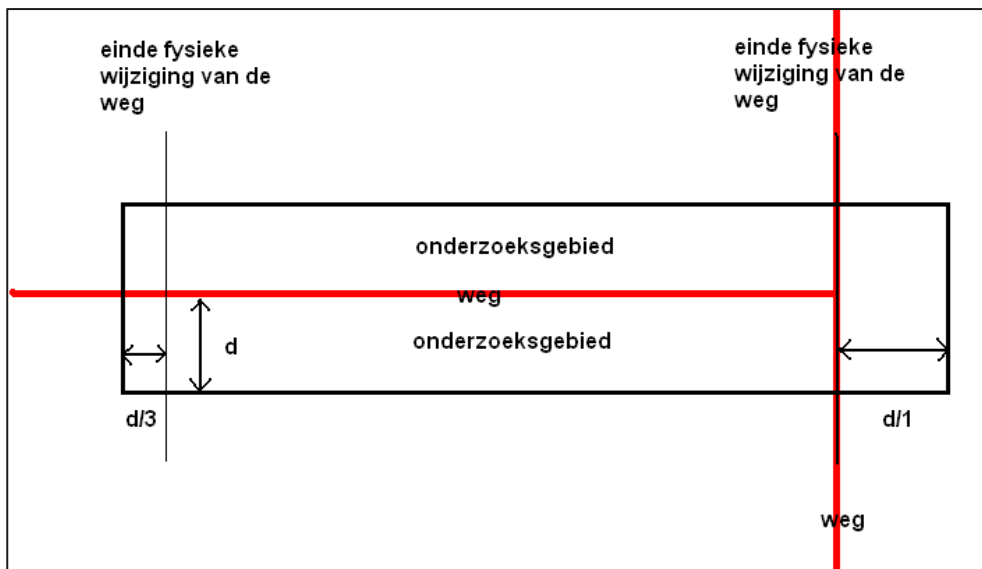 einde fysieke
wijziging van de
weg
einde fysieke
wijziging van de
weg
onderzoeksgebied
weg
onderzoeksgebied
d
d/3
d/1
weg